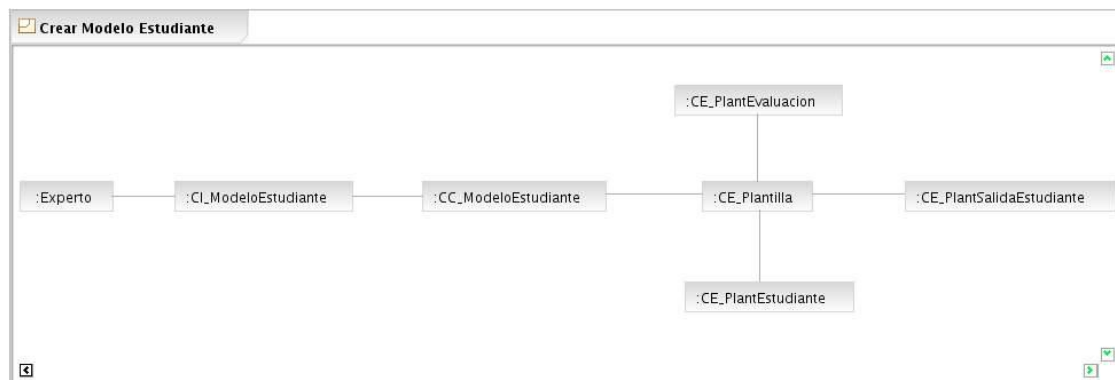 Crear Modelo Estudiante
:CE_PlantEvaluacion
:Experto
:CI_ModeloEstudiante
:CC_ModeloEstudiante
:CE_Plantilla
:CE_PlantSalidaEstudiante
:CE_PlantEstudiante